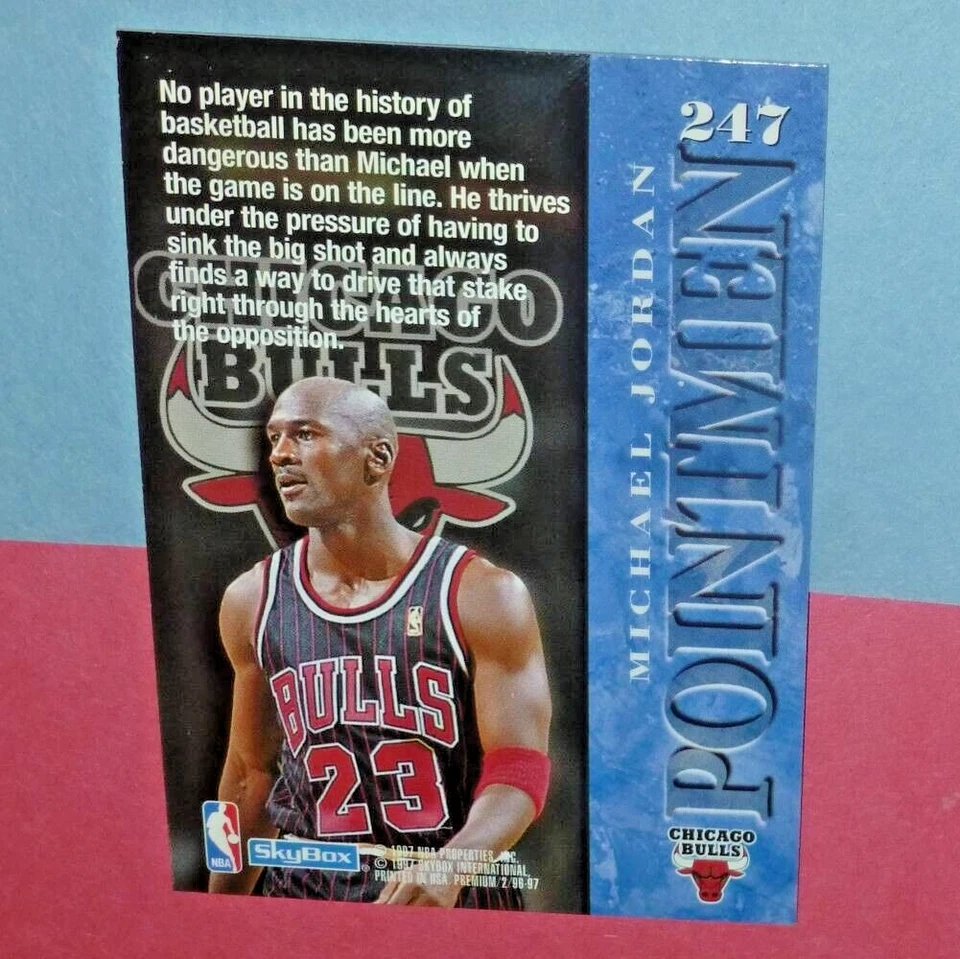 No player in the history of
basketball has been more
dangerous than Michael when
the game is on the line. He thrives
under the pressure of having to
sink the big shot and always
finds a way to drive that stake
right through the hearts of
the opposition.
CHICAGO
BULLS
BULLS
23
NBA
SkyBox®
© 1997 NBA PROPERTIES, INC.
© 1997 SKYBOX INTERNATIONAL,
PRINTED IN USA. PREMIUM/2/96-97
247
MICHAEL JORDAN
POINTMEN
CHICAGO
BULLS